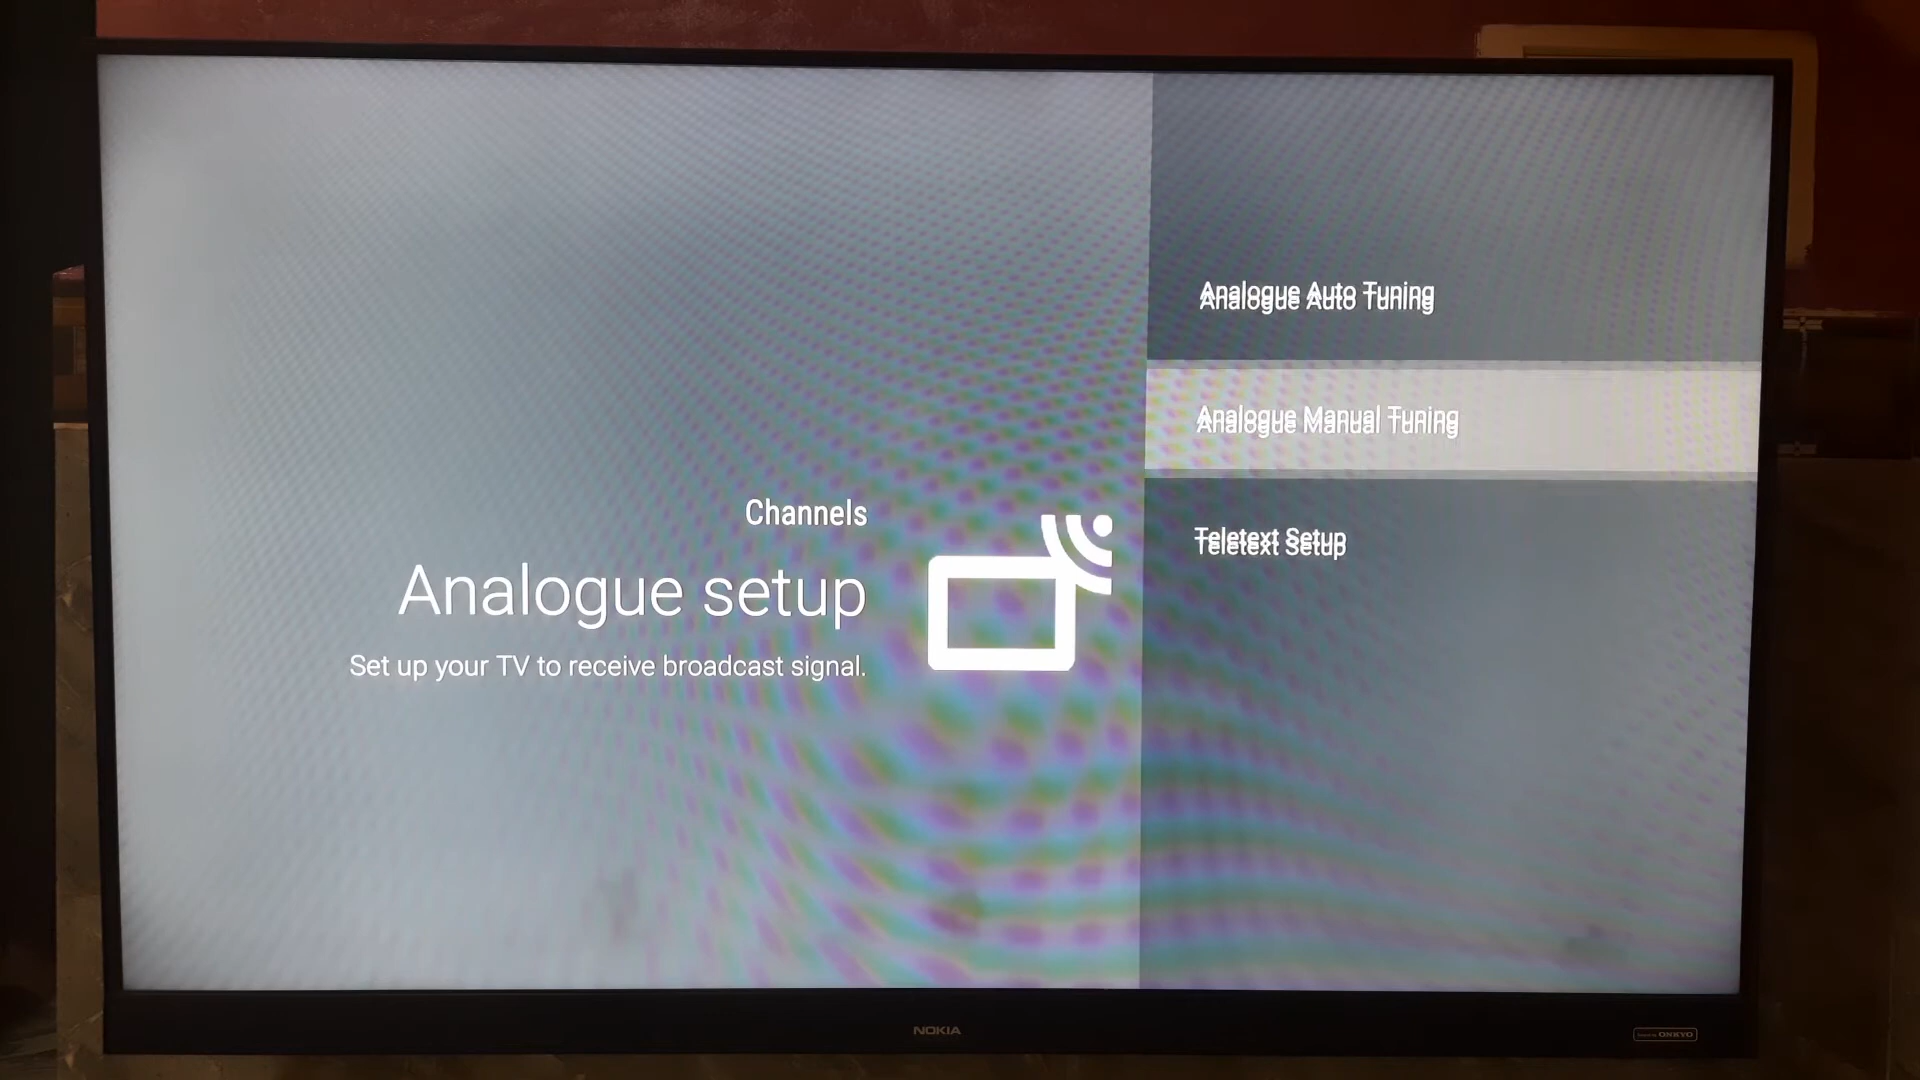 Channels
Analogue setup
Set up your TV to receive broadcast signal.
Analogue Auto Tuning
Analogue Manual Tuning
Teletext Setup
NOKIA
ONKYO